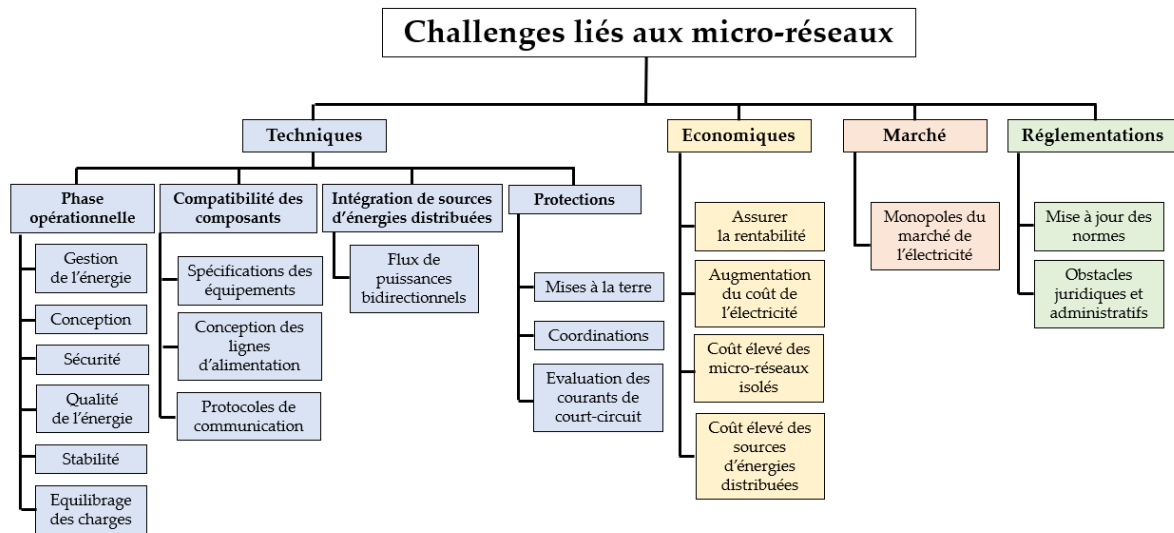 Challenges liés aux micro-réseaux
Techniques
Economiques
Marché
Réglementations
Phase
opérationnelle
Compatibilité des
composants
Intégration de sources
d'énergies distribuées
Protections
Gestion
de l'énergie
Conception
Sécurité
Qualité
de l'énergie
Stabilité
Equilibrage
des charges
Spécifications des
équipements
Conception des
lignes
d'alimentation
Protocoles de
communication
Flux de
puissances
bidirectionnels
Mises à la terre
Coordinations
Evaluation des
courants de
court-circuit
Assurer
la rentabilité
Augmentation
du coût de
l'électricité
Coût élevé des
micro-réseaux
isolés
Coût élevé des
sources
d'énergies
distribuées
Monopoles du
marché de
l'électricité
Mise à jour des
normes
Obstacles
juridiques et
administratifs